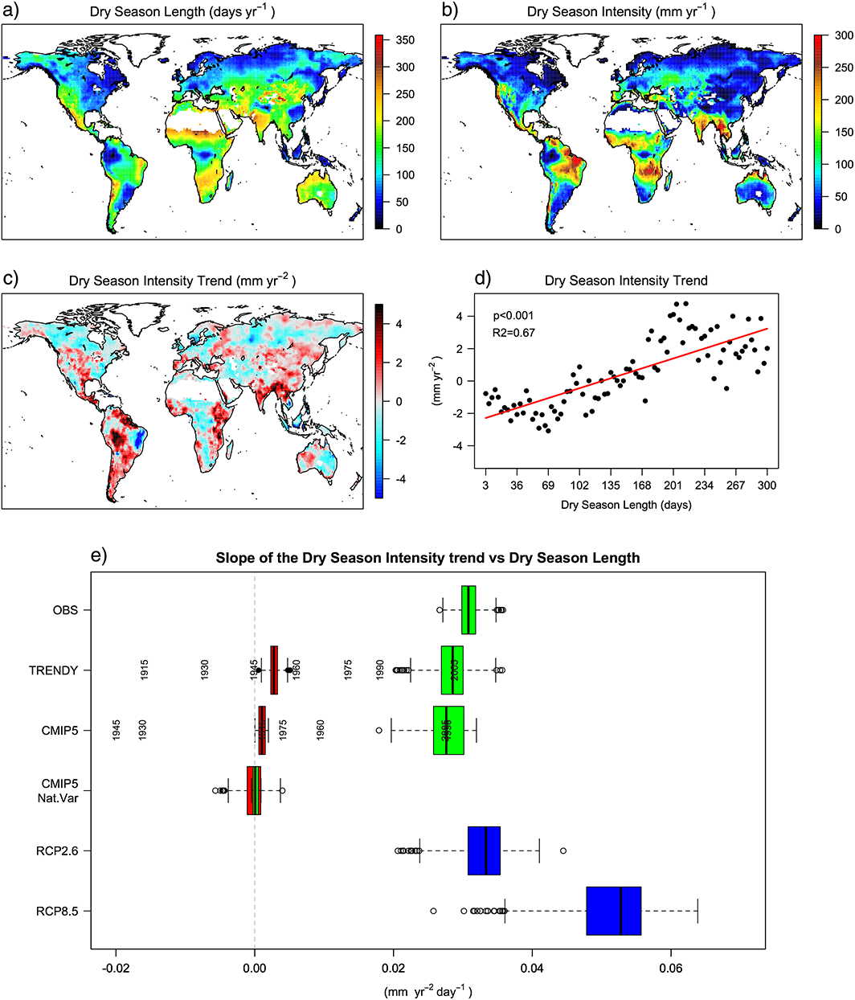 a) Dry Season Length (days yr−1 )
350
300
250
200
150
100
50
0
b) Dry Season Intensity (mm yr−1 )
300
250
200
150
100
50
0
c) Dry Season Intensity Trend (mm yr−2 )
4
2
0
-2
-4
d) Dry Season Intensity Trend
p<0.001
R2=0.67
(mm yr−2 )
4
2
0
-2
-4
3 36 69 102 135 168 201 234 267 300
Dry Season Length (days)
e) Slope of the Dry Season Intensity trend vs Dry Season Length
OBS
TRENDY 1915 1930 1945 1960 1975 1990 2005
CMIP5 1945 1930 1975 1960
CMIP5
Nat.Var
RCP2.6
RCP8.5
-0.02 0.00 0.02 0.04 0.06
(mm yr−2 day−1 )